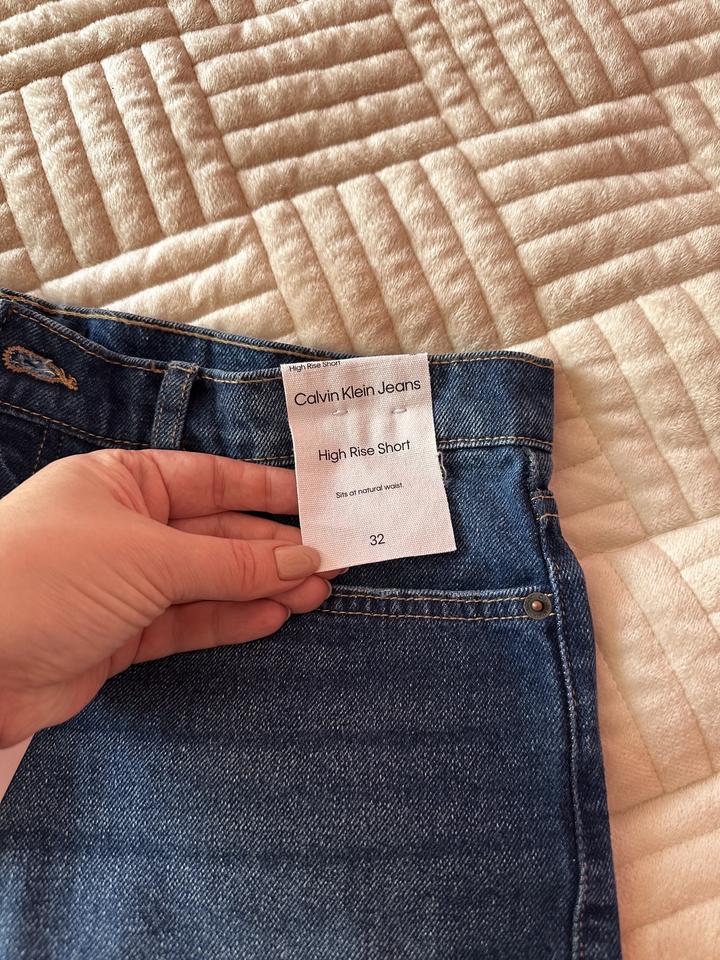 High Rise Short
Calvin Klein Jeans
High Rise Short
Sits at natural waist.
32